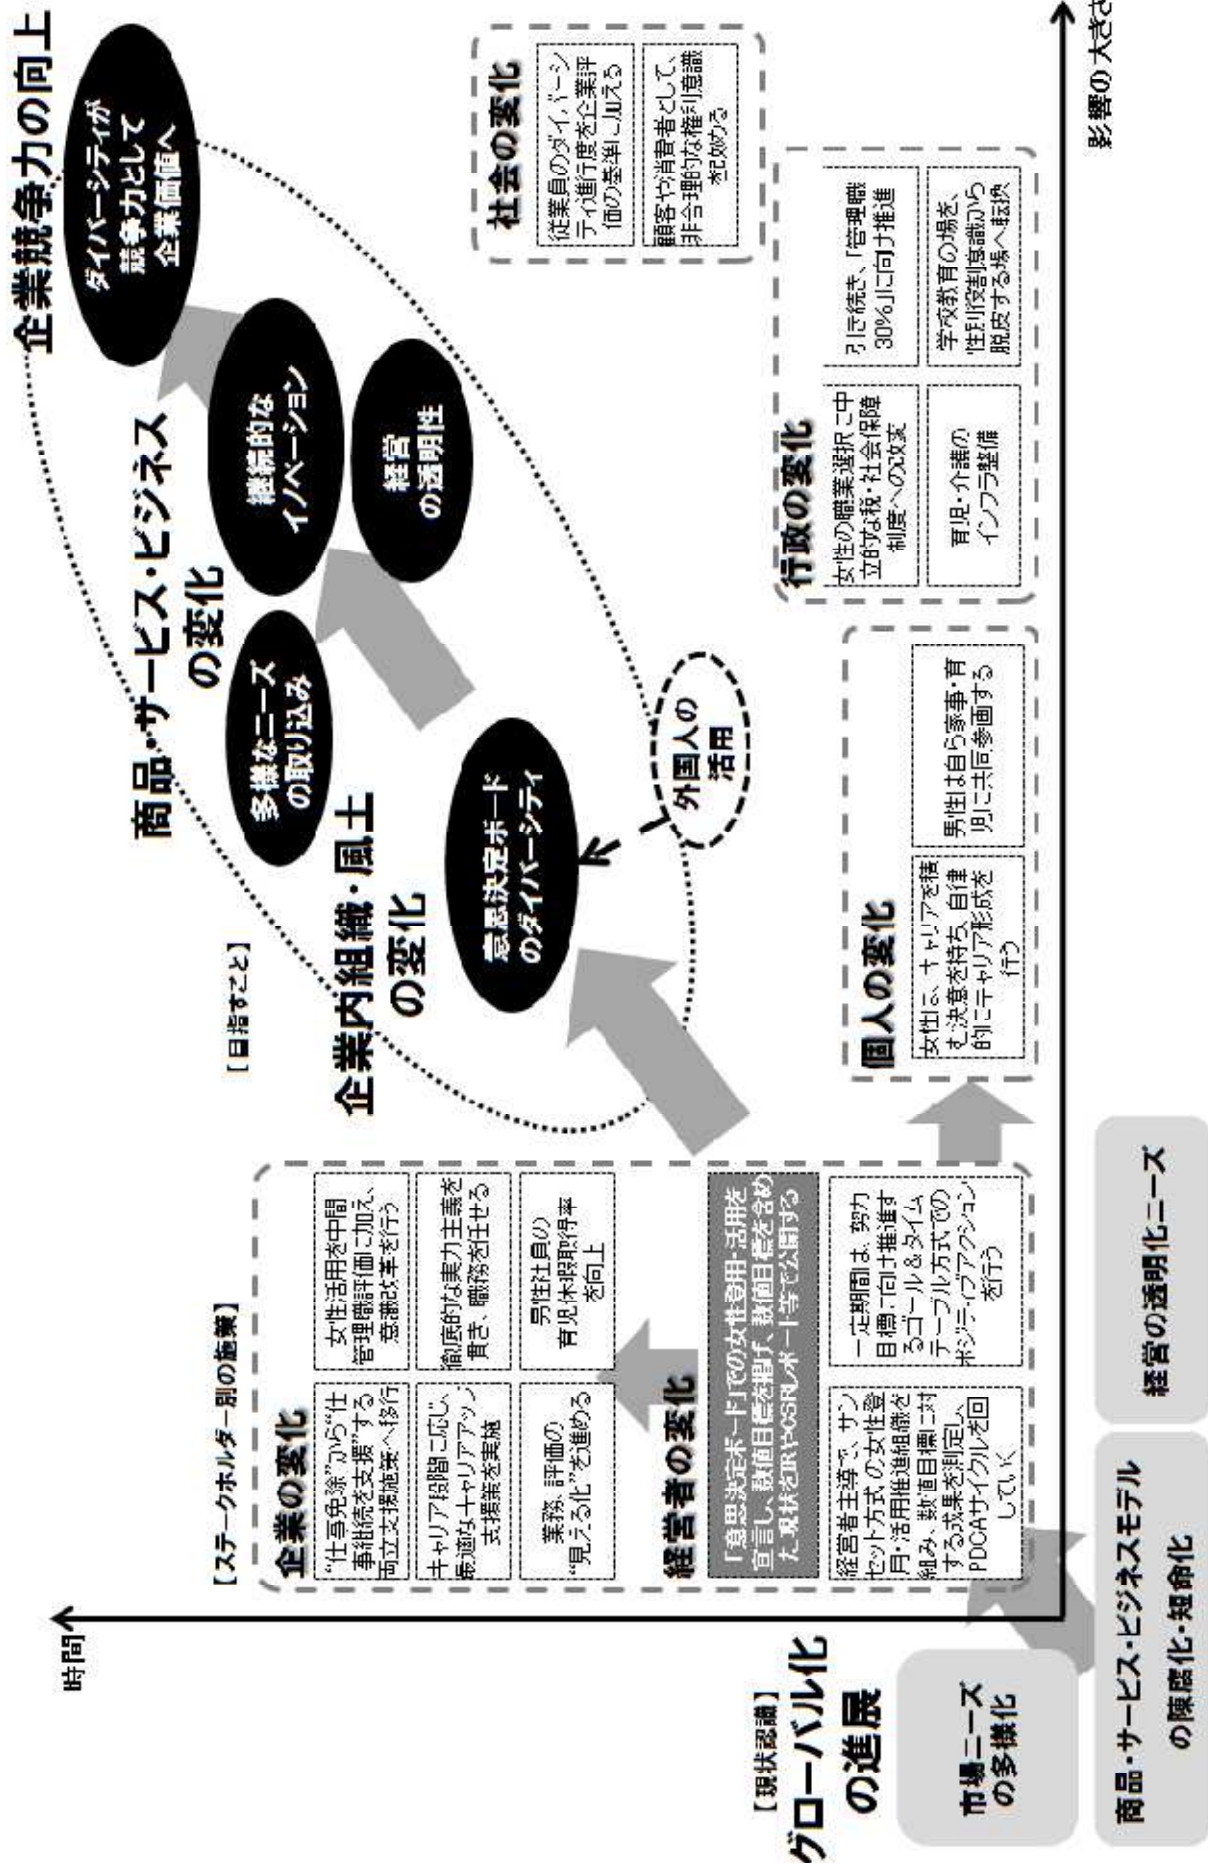 時間
影響の大きさ
【現状認識】
グローバル化
の進展
市場ニーズ
の多様化
商品・サービス・ビジネスモデル
の陳腐化・短命化
経営の透明化ニーズ
【ステークホルダー別の施策】
企業の変化
“仕事免除”から“仕
事継続を支援”する
両立支援施策へ移行
女性活用を中間
管理職評価に加え、
意識改革を行う
キャリア段階に応じ、
最適なキャリアアップ
支援策を実施
徹底的な実力主義を
貫き、職務を任せる
業務、評価の
“見える化”を進める
男性社員の
育児休暇取得率
を向上
経営者の変化
「意思決定ボード」での女性登用・活用を
宣言し、数値目標を掲げ、数値目標を含め
た現状をIRやCSRレポート等で公開する
経営者主導で、サン
セット方式の女性登
用・活用推進組織を
組み、数値目標に対
する成果を測定し、
PDCAサイクルを回
していく
一定期間は、努力
目標に向け推進す
るゴール&タイム
テーブル方式での
ポジティブアクション
を行う
個人の変化
女性は、キャリアを積
む決意を持ち、自律
的にキャリア形成を
行う
男性は自ら家事・育
児に共同参画する
行政の変化
女性の職業選択に中
立的な税・社会保障
制度への改変
引き続き、「管理職
30%」に向け推進
育児・介護の
インフラ整備
学校教育の場を、
性別役割意識から
脱皮する場へ転換
社会の変化
従業員のダイバーシ
ティ進行度を企業評
価の基準に加える
顧客や消費者として、
非合理的な権利意識
を改める
【目指すこと】
企業内組織・風土
の変化
意思決定ボード
のダイバーシティ
外国人の
活用
商品・サービス・ビジネス
の変化
多様なニーズ
の取り込み
継続的な
イノベーション
経営
の透明性
企業競争力の向上
ダイバーシティが
競争力として
企業価値へ